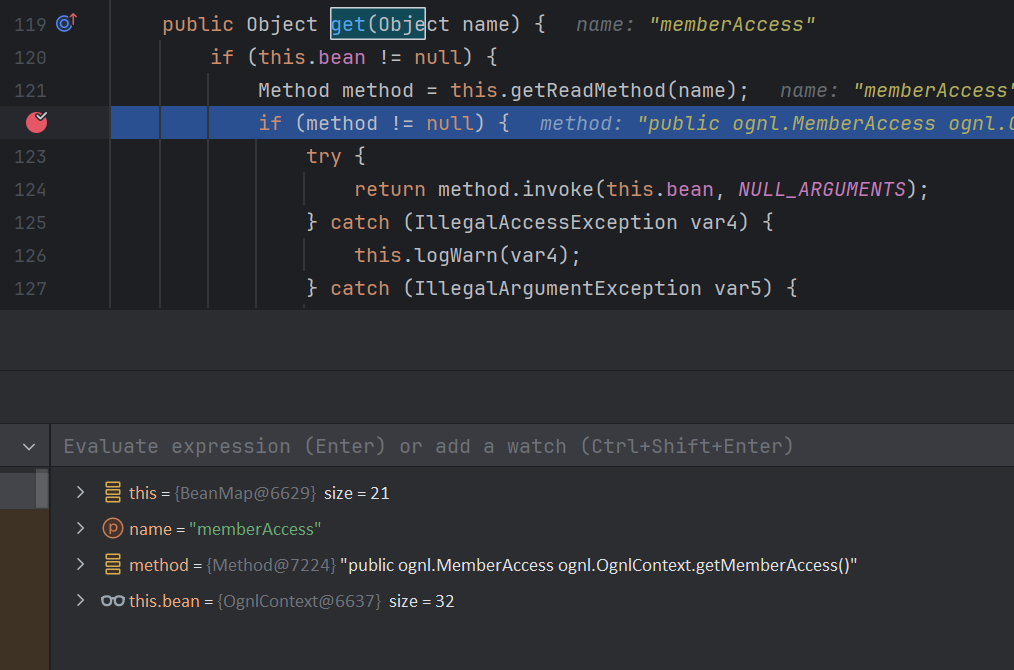 119 public Object get(Object name) { name: "memberAccess"
120 if (this.bean != null) {
121 Method method = this.getReadMethod(name); name: "memberAccess"
if (method != null) { method: "public ognl.MemberAccess ognl.
123 try {
124 return method.invoke(this.bean, NULL_ARGUMENTS);
125 } catch (IllegalAccessException var4) {
126 this.logWarn(var4);
127 } catch (IllegalArgumentException var5) {
Evaluate expression (Enter) or add a watch (Ctrl+Shift+Enter)
this = {BeanMap@6629} size = 21
p name = "memberAccess"
method = {Method@7224} "public ognl.MemberAccess ognl.OgnlContext.getMemberAccess()"
this.bean = {OgnlContext@6637} size = 32